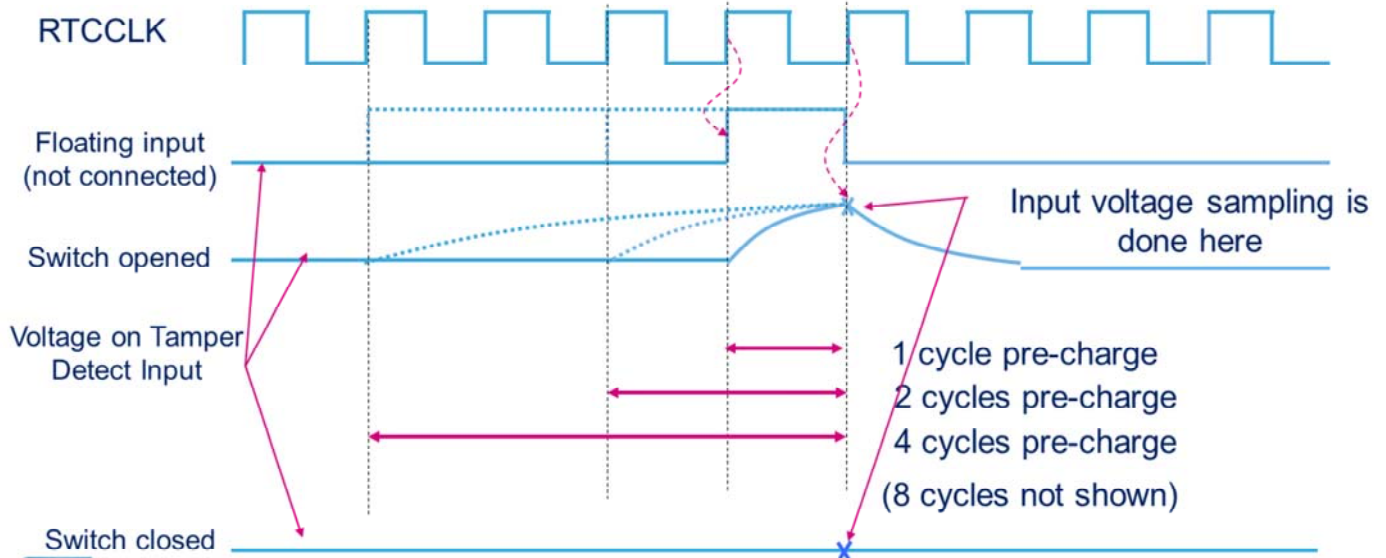 RTCCLK
Floating input
(not connected)
Input voltage sampling is
done here
Switch opened
Voltage on Tamper
Detect Input
1 cycle pre-charge
2 cycles pre-charge
4 cycles pre-charge
(8 cycles not shown)
Switch closed